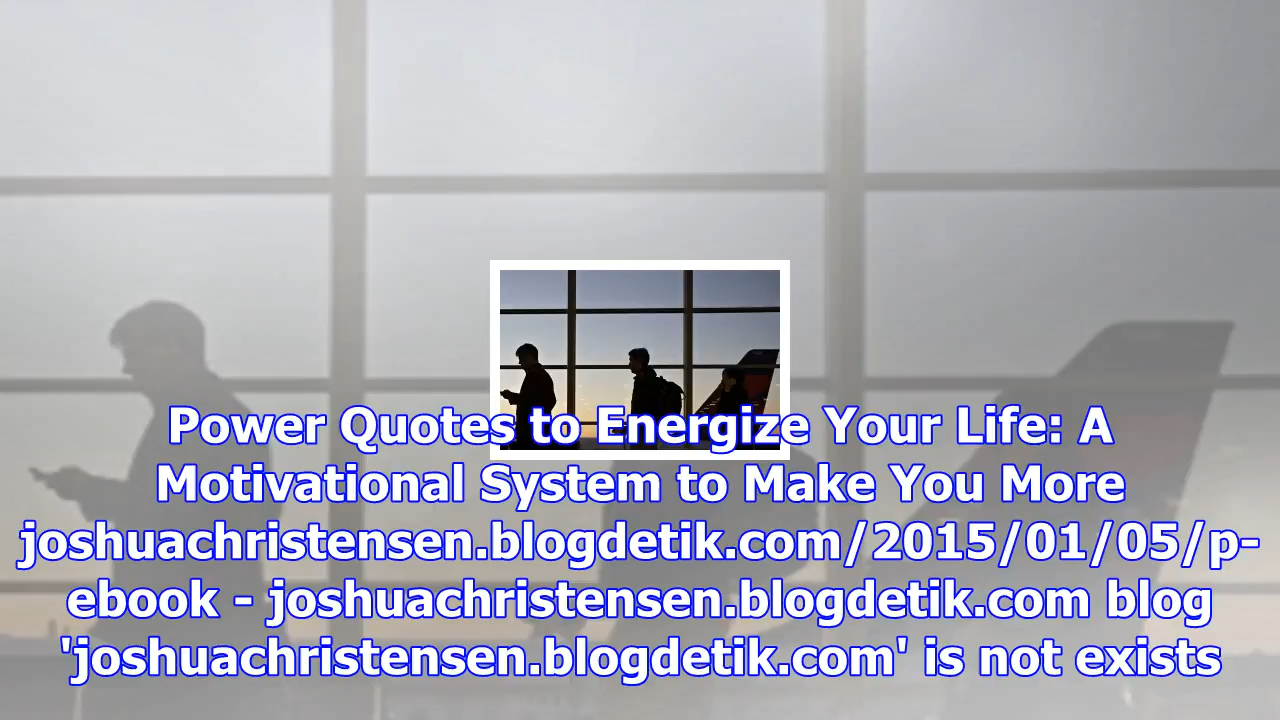 Power Quotes to Energize Your Life: A
Motivational System to Make You More
joshuachristensen.blogdetik.com/2015/01/05/p-
ebook - joshuachristensen.blogdetik.com blog
'joshuachristensen.blogdetik.com' is not exists